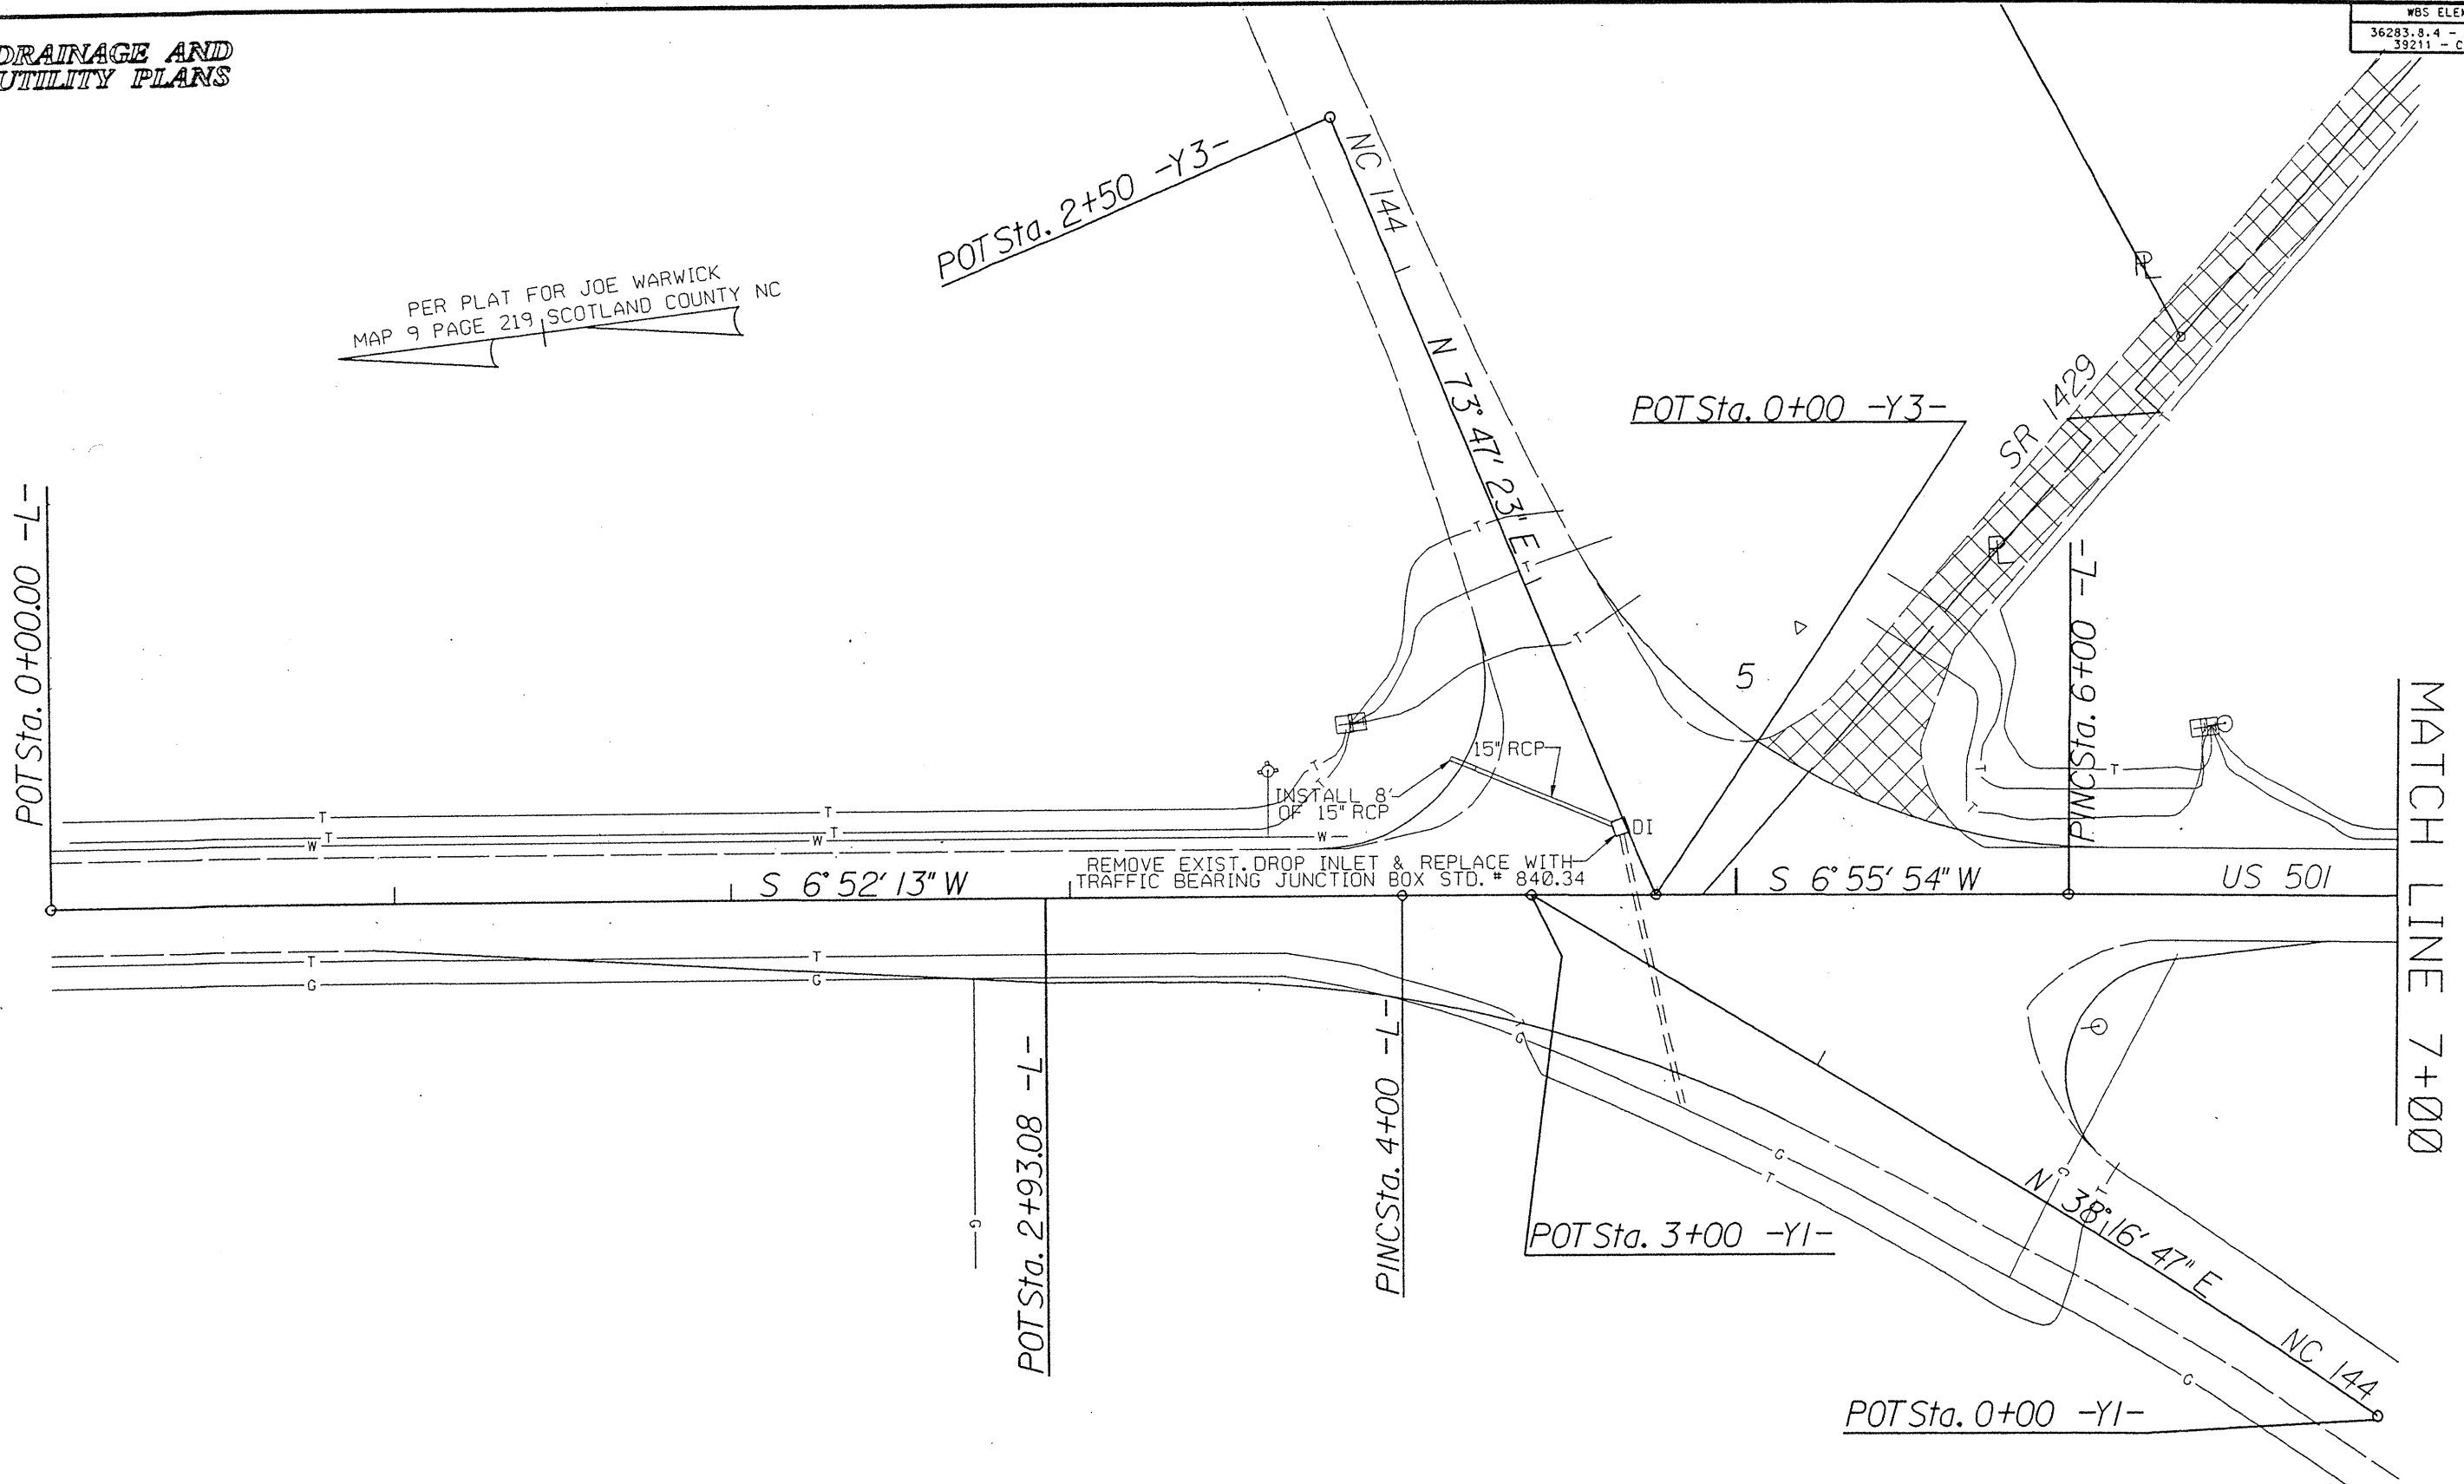 DRAINAGE AND
UTILITY PLANS
WBS
36283.8.4 -
39211 - C
POT Sta. 2+50 -Y3-
NC 144
PER PLAT FOR JOE WARWICK
MAP 9 PAGE 219 SCOTLAND COUNTY NC
N 73° 47' 23" E
PL
SR 1429
POT Sta. 0+00 -Y3-
PL
POT Sta. 0+00.00 -L-
PINC Sta. 6+00 -L-
5
MATCH LINE 7+00
15" RCP
INSTALL 8'
OF 15" RCP
DI
T
T
T
T
T
T
T
T
T
T
T
T
W
W
W
REMOVE EXIST. DROP INLET & REPLACE WITH
TRAFFIC BEARING JUNCTION BOX STD. # 840.34
S 6° 52' 13" W
S 6° 55' 54" W
US 501
T
T
G
G
G
G
POT Sta. 2+93.08 -L-
PINC Sta. 4+00 -L-
POT Sta. 3+00 -Y1-
G
T
G
T
N 38° 16' 47" E
NC 144
G
POT Sta. 0+00 -Y1-